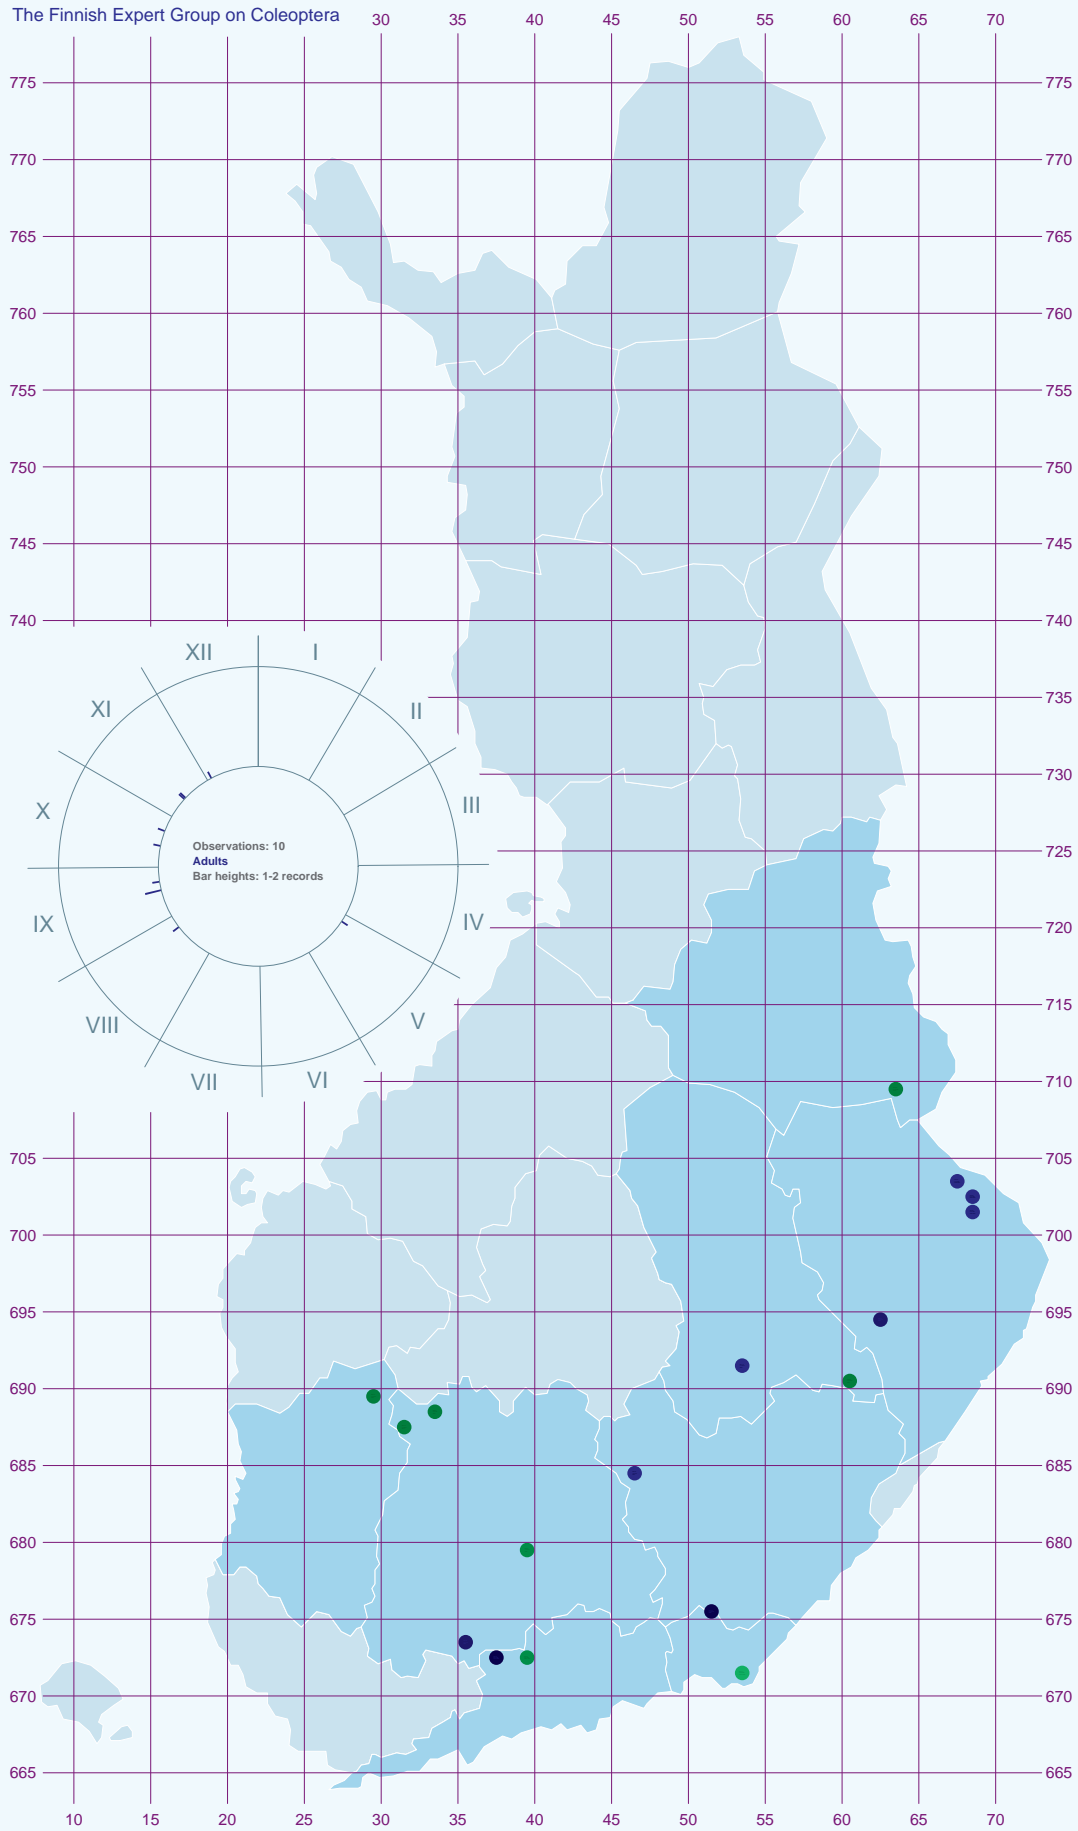 The Finnish Expert Group on Coleoptera 30 35 40 45 50 55 60 65 70
775 775
770 770
765 765
760 760
755 755
750 750
745 745
740 740
XII I
XI II
735
730
X III
725
Observations: 10
Adults
Bar heights: 1-2 records
IX IV 720
VIII V 715
VII VI 710
705 705
700 700
695 695
690 690
685 685
680 680
675 675
670 670
665 665
10 15 20 25 30 35 40 45 50 55 60 65 70